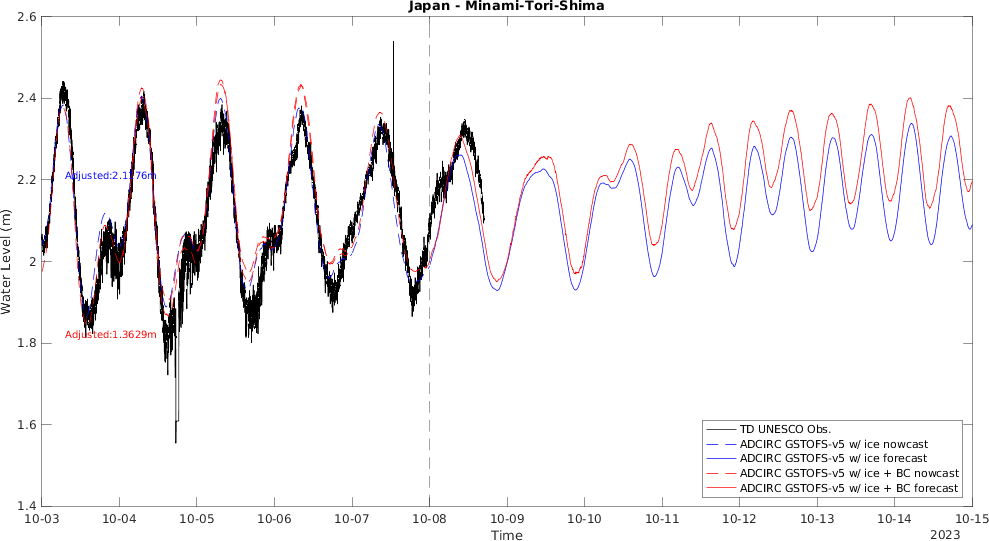 Japan - Minami-Tori-Shima
2.6
2.4
2.2
2
1.8
1.6
1.4
Water Level (m)
Adjusted:2.1176m
Adjusted:1.3629m
TD UNESCO Obs.
ADCIRC GSTOFS-v5 w/ ice nowcast
ADCIRC GSTOFS-v5 w/ ice forecast
ADCIRC GSTOFS-v5 w/ ice + BC nowcast
ADCIRC GSTOFS-v5 w/ ice + BC forecast
10-03 10-04 10-05 10-06 10-07 10-08 10-09 10-10 10-11 10-12 10-13 10-14 10-15
Time
2023